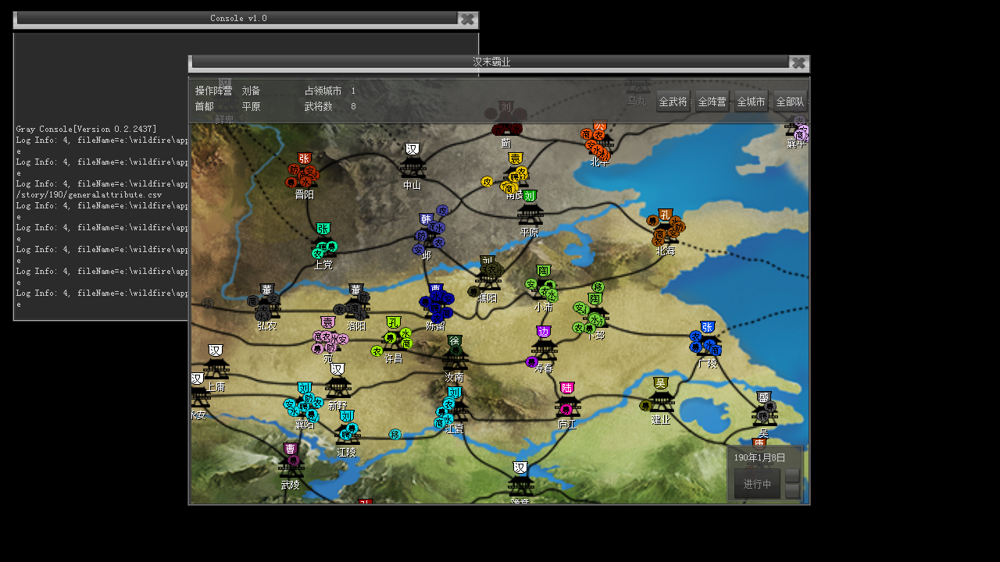 Console v1.0
汉末霸业
操作阵营 刘备 占领城市 1
首都 平原 武将数 8
全武将 全阵营 全城市 全部队
乌丸
鲜卑
Gray Console[Version 0.2.2437]
Log Info: 4, fileName=e:\wildfire\app
e
Log Info: 4, fileName=e:\wildfire\app
e
Log Info: 4, fileName=e:\wildfire\app
/story/190/generalattribute.csv
Log Info: 4, fileName=e:\wildfire\app
e
Log Info: 4, fileName=e:\wildfire\app
e
Log Info: 4, fileName=e:\wildfire\app
e
Log Info: 4, fileName=e:\wildfire\app
e
Log Info: 4, fileName=e:\wildfire\app
e
刘
蓟
公
北平
襄平
张
晋阳
汉
中山
袁
南皮
刘
平原
孔
北海
张
上党
韩
邺
刘
濮阳
陶
小沛
陶
下邳
董
弘农
董
洛阳
曹
陈留
袁
宛
孔
许昌
徐
汝南
边
寿春
张
广陵
汉
上庸
汉
永安
汉
新野
刘
襄阳
刘
江陵
刘
江夏
陆
庐江
吴
建业
盛
吴
唐
曹
武陵
汉
豫章
190年1月8日
进行中